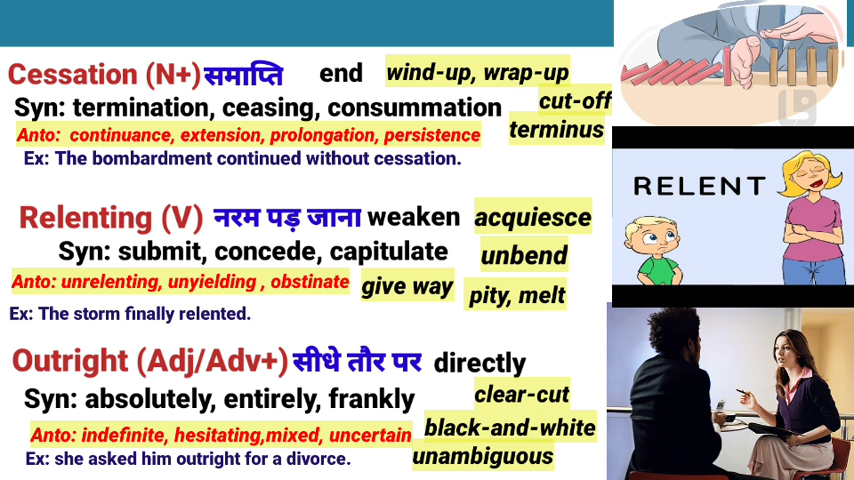 Cessation (N+) समाप्ति end wind-up, wrap-up
Syn: termination, ceasing, consummation cut-off
terminus
Anto: continuance, extension, prolongation, persistence
Ex: The bombardment continued without cessation.
Relenting (V) नरम पड़ जाना weaken acquiesce
Syn: submit, concede, capitulate unbend
Anto: unrelenting, unyielding , obstinate give way
pity, melt
Ex: The storm finally relented.
RELENT
Outright (Adj/Adv+) सीधे तौर पर directly
Syn: absolutely, entirely, frankly clear-cut
Anto: indefinite, hesitating,mixed, uncertain black-and-white
Ex: she asked him outright for a divorce. unambiguous